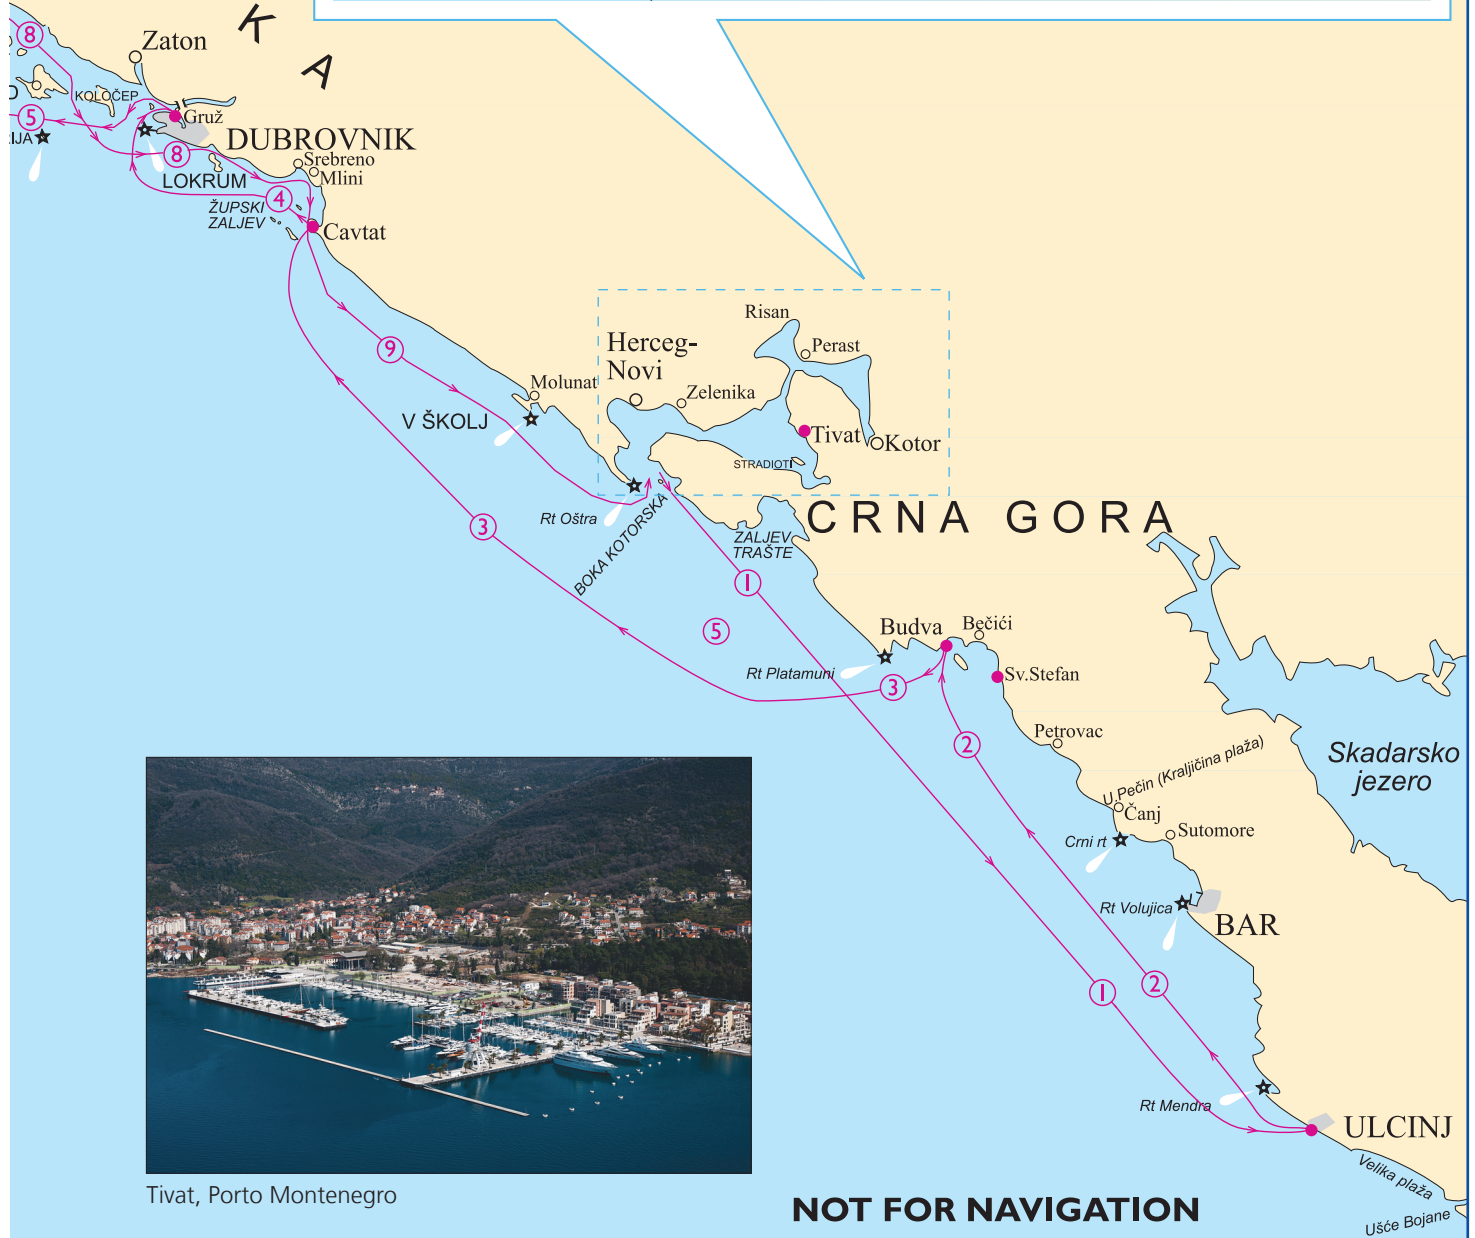 K
A
8
Zaton
KOLOČEP
5
Gruž
IJA
DUBROVNIK
8
Srebreno
Mlini
LOKRUM
4
ŽUPSKI
ZALJEV
Cavtat
9
Risan
Perast
Herceg-
Novi
Zelenika
Molunat
V ŠKOLJ
Tivat
Kotor
STRADIOTI
Rt Oštra
3
BOKA KOTORSKA
CRNA GORA
ZALJEV
TRAŠTE
1
5
Budva
Bečići
Rt Platamuni
3
Sv.Stefan
2
Petrovac
Skadarsko
jezero
U.Pečin (Kraljičina plaža)
Čanj
Crni rt
Sutomore
Rt Volujica
BAR
1
2
Rt Mendra
ULCINJ
Velika plaža
Ušće Bojane
Tivat, Porto Montenegro
NOT FOR NAVIGATION